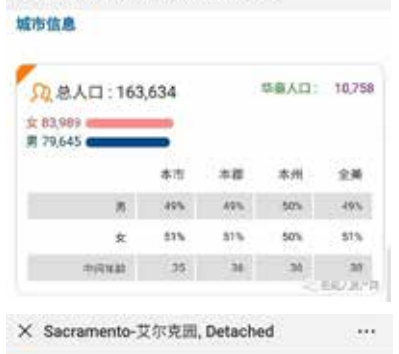 城市信息
总人口 : 163,634
华裔人口 : 10,758
女 83,989
男 79,645
本市 本郡 本州 全美
男 49% 49% 50% 49%
女 51% 51% 50% 51%
中间年龄 35 36 36 38
× Sacramento-艾尔克园, Detached ...